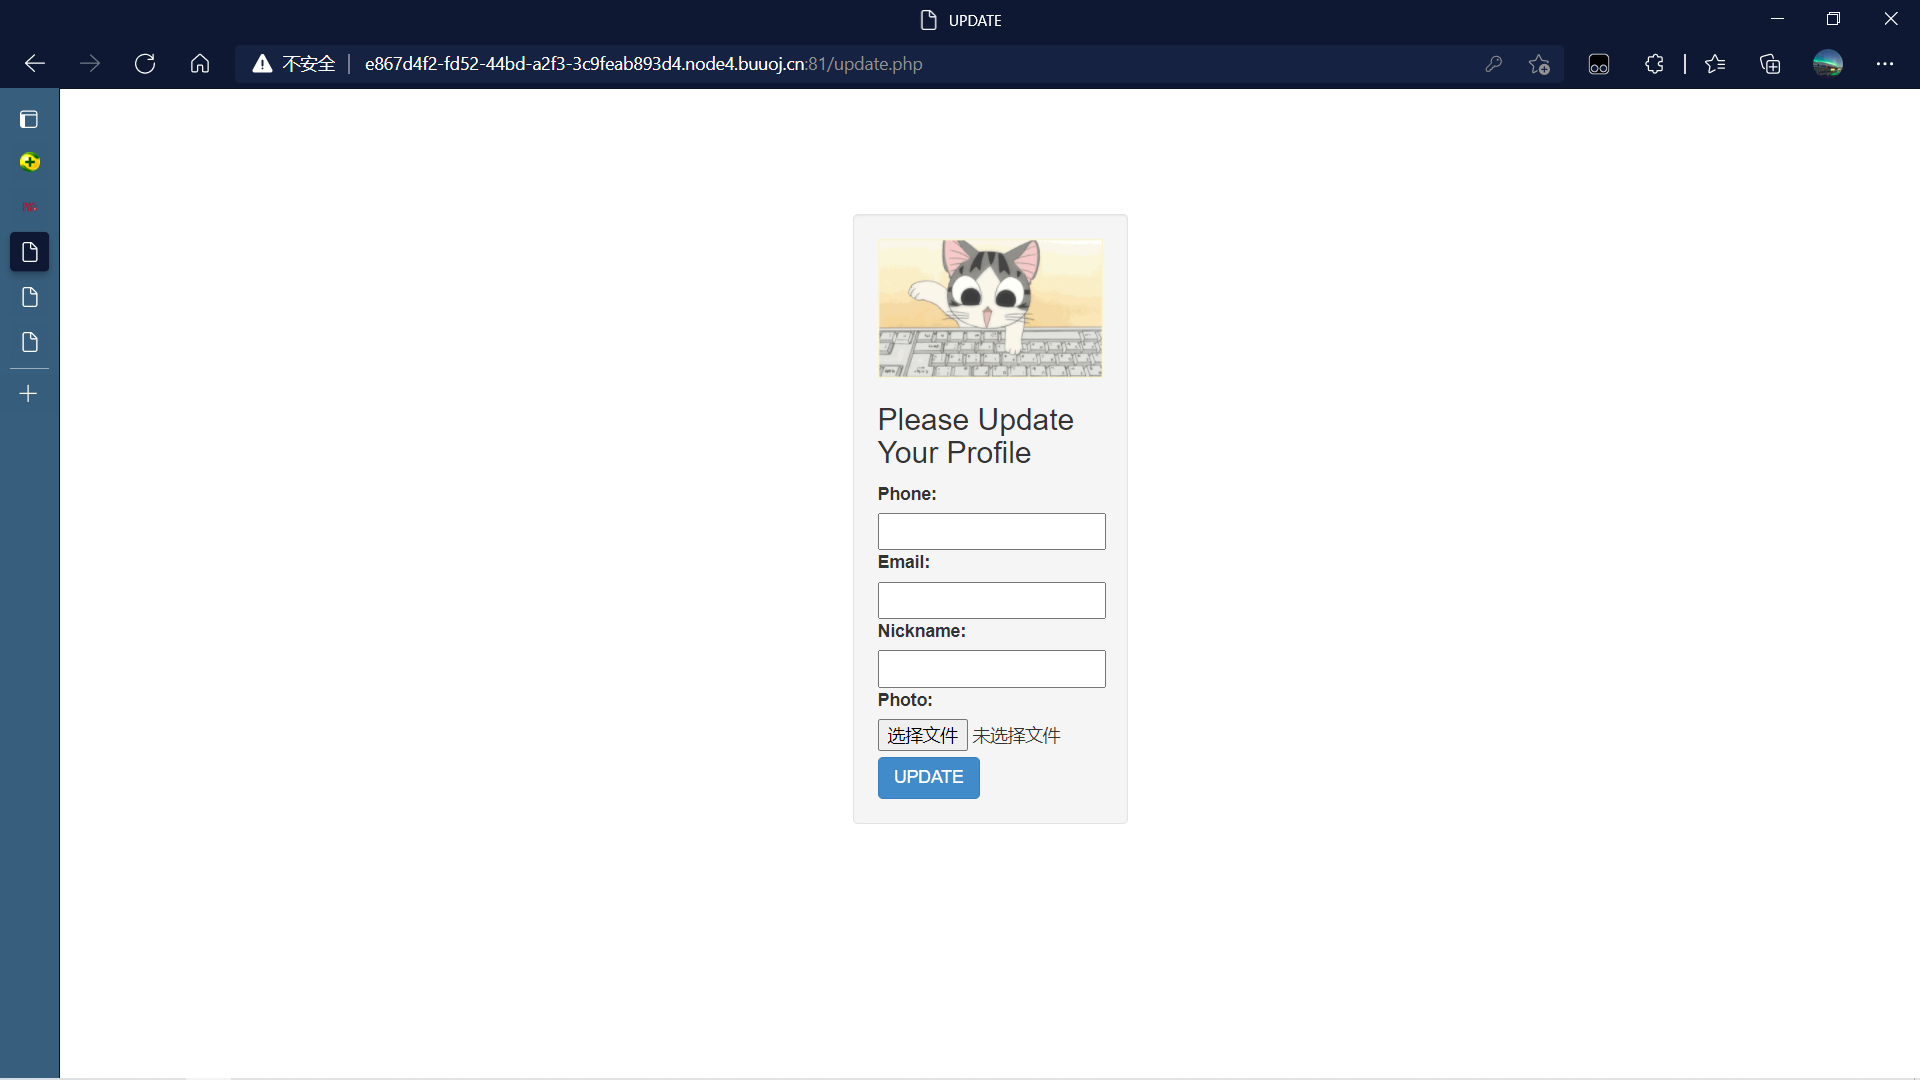 UPDATE
不安全
e867d4f2-fd52-44bd-a2f3-3c9feab893d4.node4.buuoj.cn:81/update.php
Please Update
Your Profile
Phone:
Email:
Nickname:
Photo:
选择文件 未选择文件
UPDATE